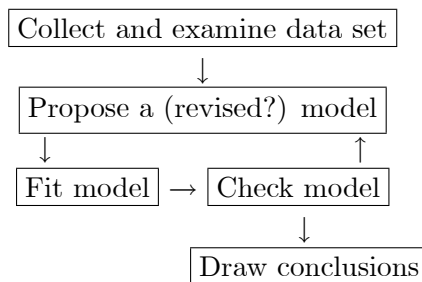 Collect and examine data set
↓
Propose a (revised?) model
↓ ↑
Fit model → Check model
↓
Draw conclusions